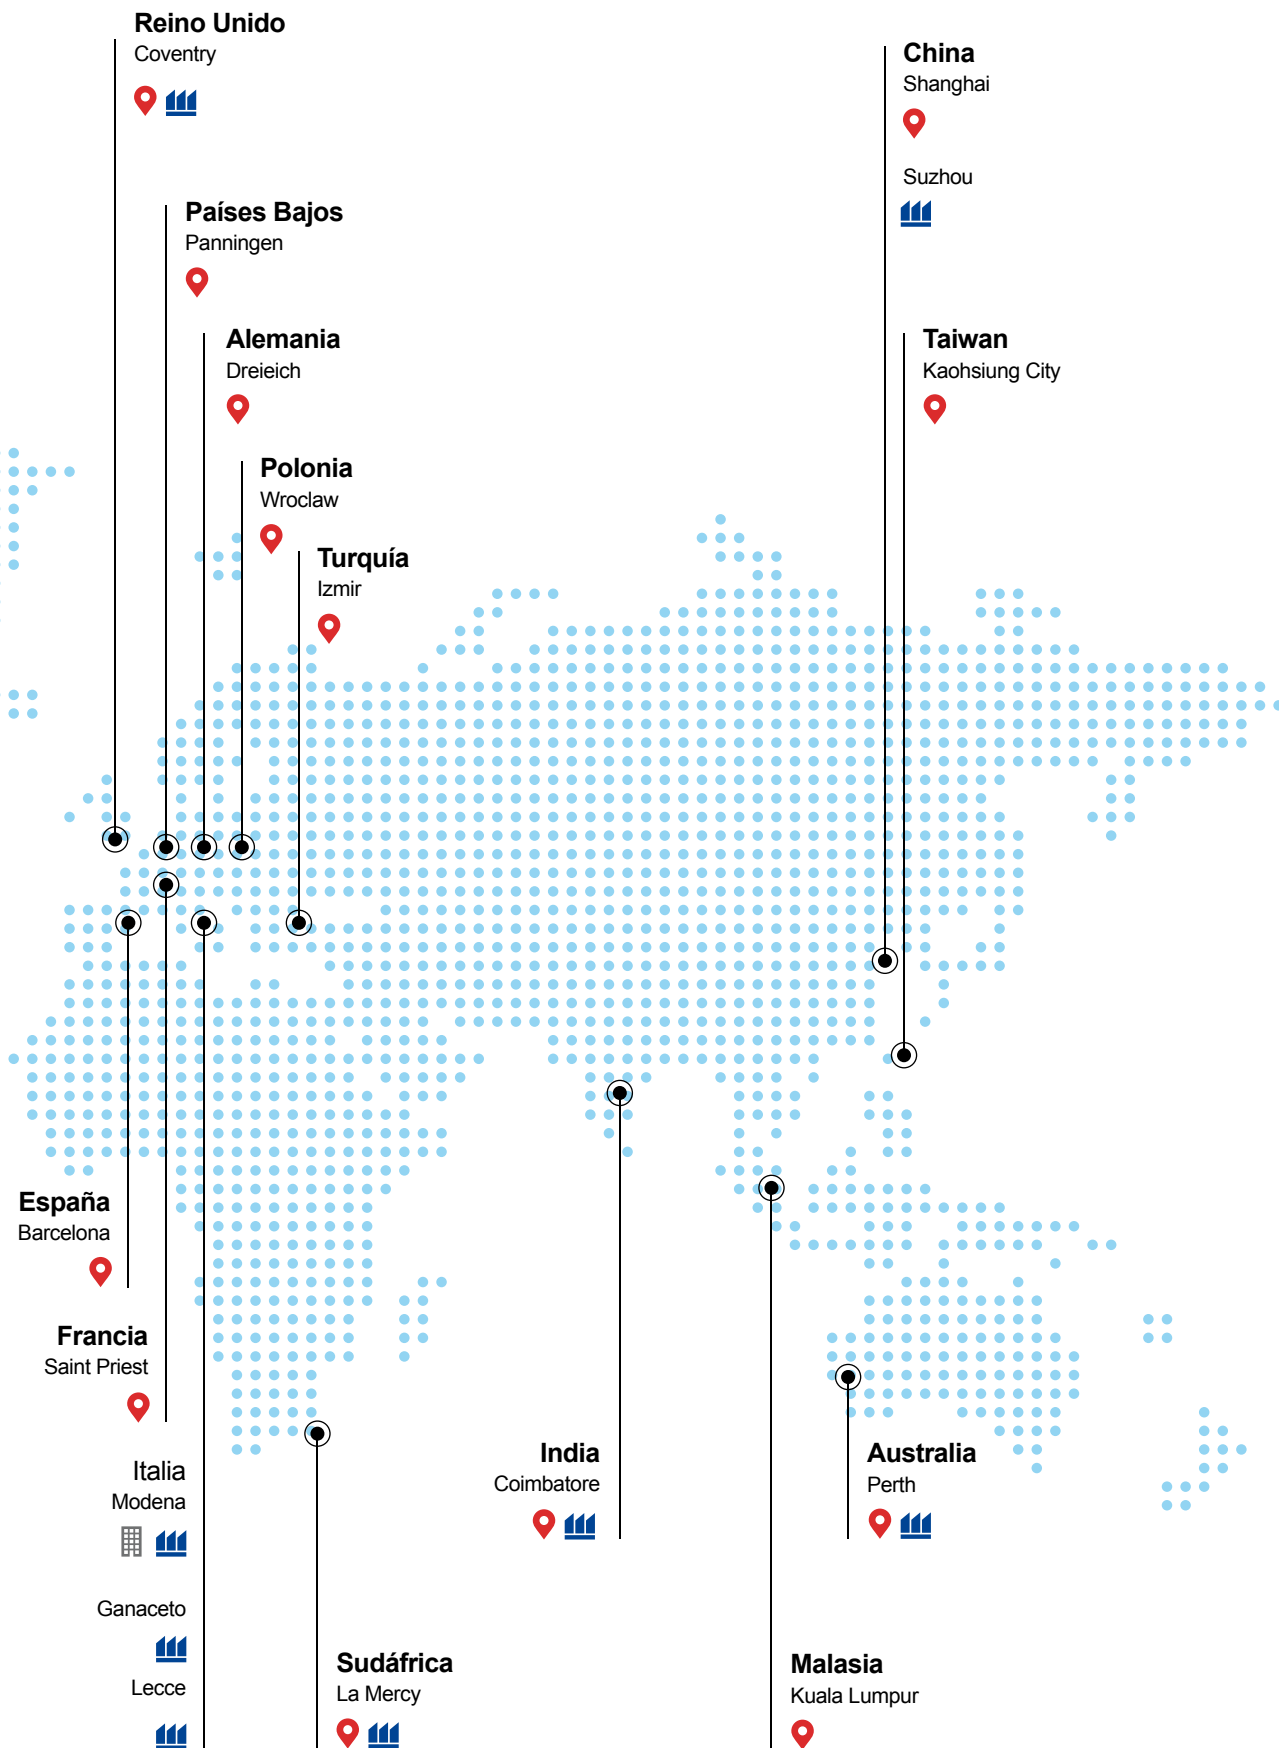 Reino Unido
Coventry
China
Shanghai
Suzhou
Países Bajos
Panningen
Alemania
Dreieich
Taiwan
Kaohsiung City
Polonia
Wroclaw
Turquía
Izmir
España
Barcelona
Francia
Saint Priest
Italia
Modena
Ganaceto
Lecce
India
Coimbatore
Australia
Perth
Sudáfrica
La Mercy
Malasia
Kuala Lumpur